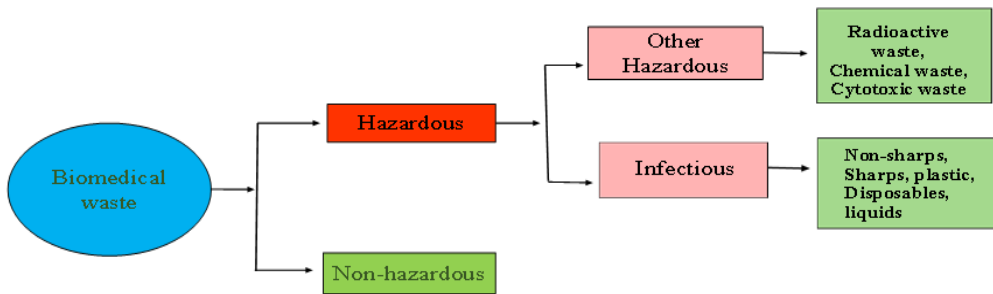 Biomedical
waste
Hazardous
Non-hazardous
Other
Hazardous
Infectious
Radioactive
waste,
Chemical waste,
Cytotoxic waste
Non-sharps,
Sharps, plastic,
Disposables,
liquids